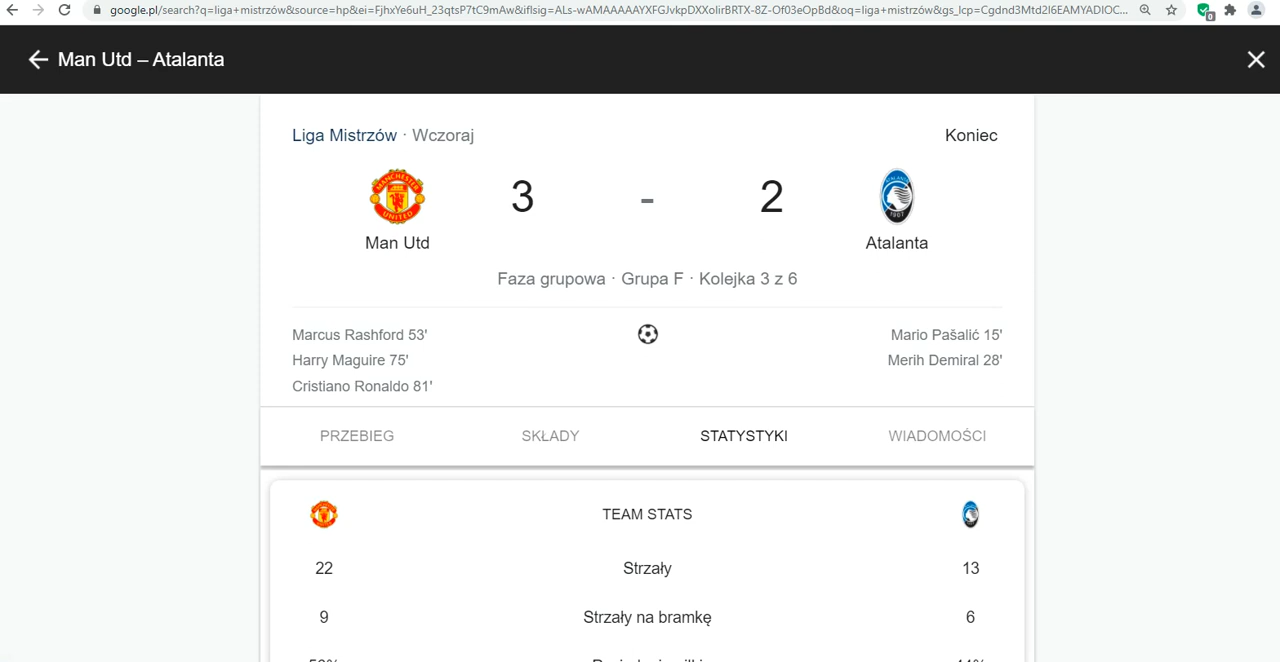 google.pl/search?q=liga+mistrzów&source=hp&ei=FjhxYe6uH_23qtsP7tC9mAw&iflsig=ALs-wAMAAAAAYXFGJvkpDXXolirBRTX-8Z-Of03eOpBd&oq=liga+mistrzów&gs_lcp=Cgdnd3Mtd2l6EAMYADIOC...
Man Utd – Atalanta
Liga Mistrzów · Wczoraj
Koniec
3 - 2
Man Utd
Atalanta
Faza grupowa · Grupa F · Kolejka 3 z 6
Marcus Rashford 53'
Mario Pašalić 15'
Harry Maguire 75'
Merih Demiral 28'
Cristiano Ronaldo 81'
PRZEBIEG SKŁADY STATYSTYKI WIADOMOŚCI
TEAM STATS
22 Strzały 13
9 Strzały na bramkę 6